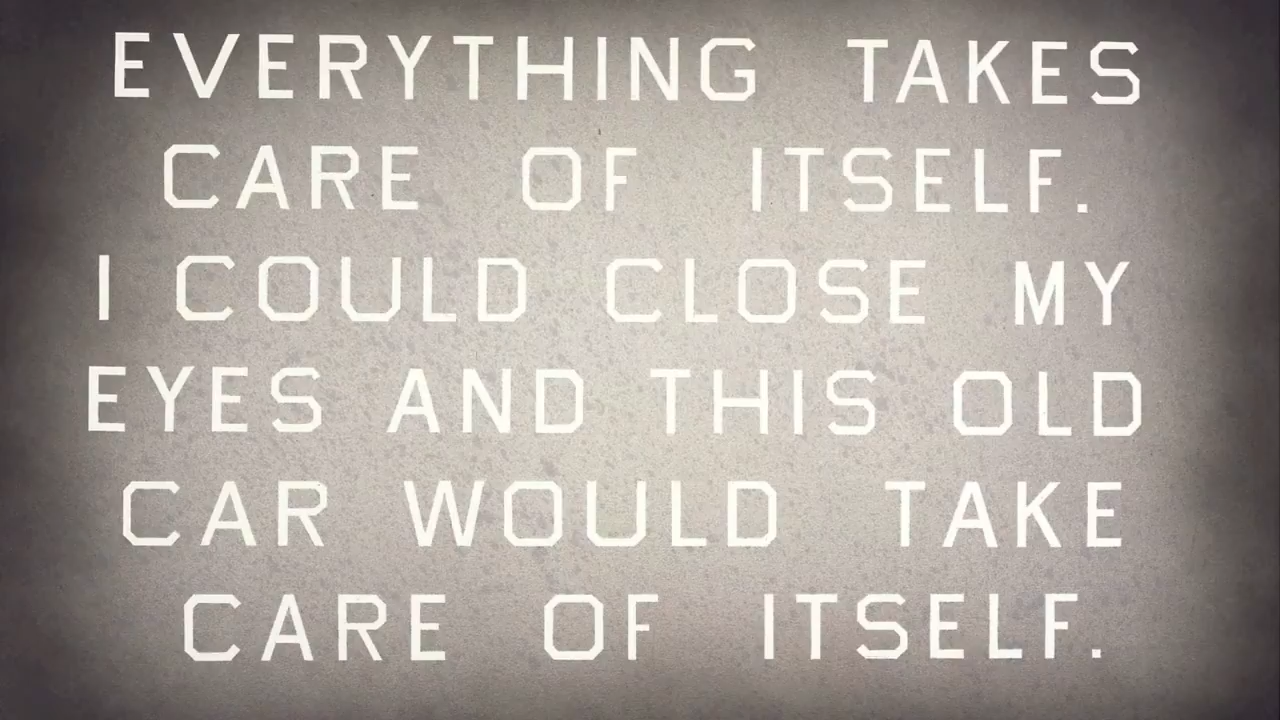 EVERYTHING TAKES
CARE OF ITSELF.
I COULD CLOSE MY
EYES AND THIS OLD
CAR WOULD TAKE
CARE OF ITSELF.